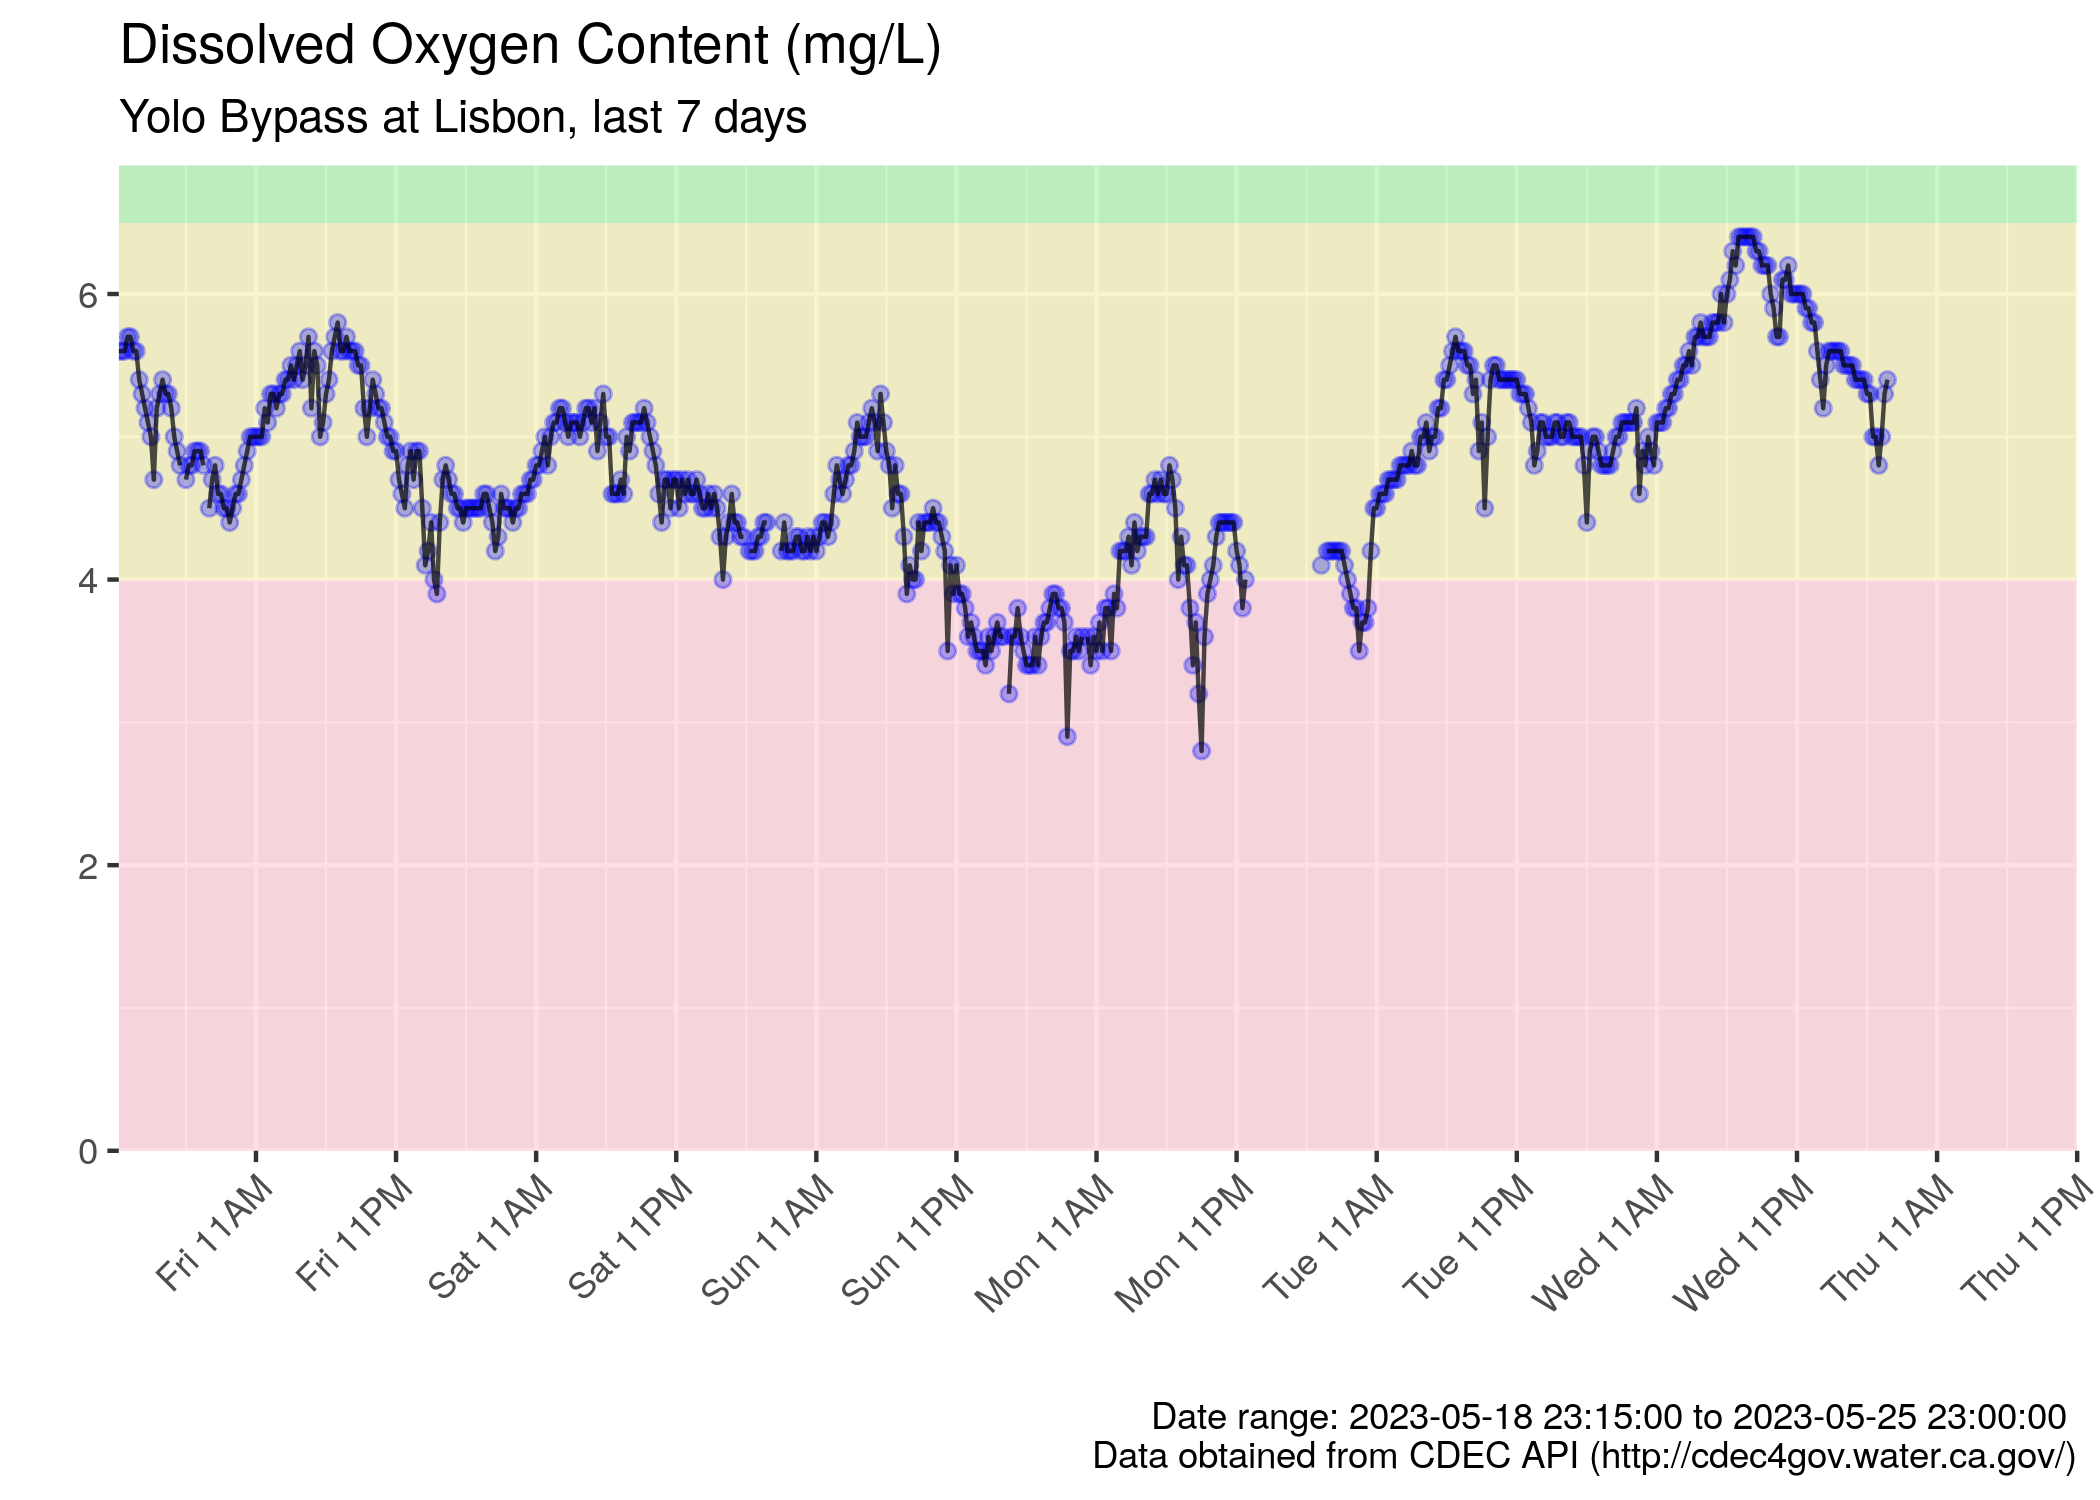 Dissolved Oxygen Content (mg/L)
Yolo Bypass at Lisbon, last 7 days
6
4
2
0
Fri 11AM
Fri 11PM
Sat 11AM
Sat 11PM
Sun 11AM
Sun 11PM
Mon 11AM
Mon 11PM
Tue 11AM
Tue 11PM
Wed 11AM
Wed 11PM
Thu 11AM
Thu 11PM
Date range: 2023-05-18 23:15:00 to 2023-05-25 23:00:00
Data obtained from CDEC API (http://cdec4gov.water.ca.gov/)